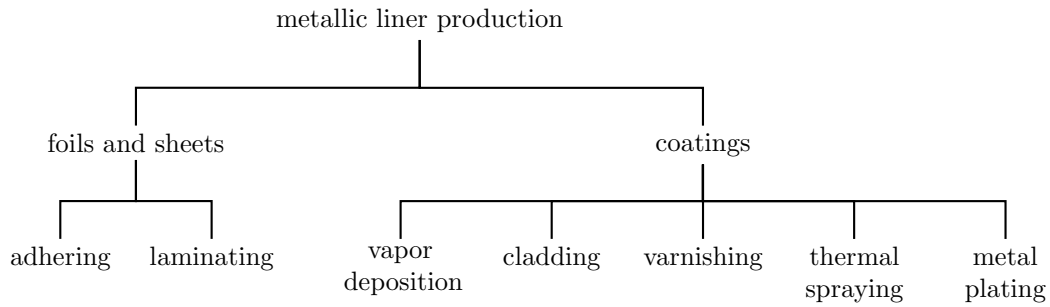 metallic liner production
foils and sheets
coatings
adhering
laminating
vapor
deposition
cladding
varnishing
thermal
spraying
metal
plating